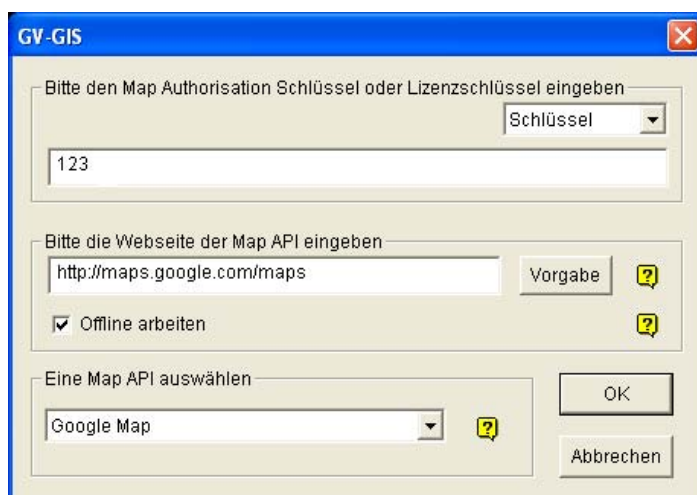 GV-GIS
Bitte den Map Authorisation Schlüssel oder Lizenzschlüssel eingeben
Schlüssel
123
Bitte die Webseite der Map API eingeben
http://maps.google.com/maps
Vorgabe
Offline arbeiten
Eine Map API auswählen
Google Map
OK
Abbrechen